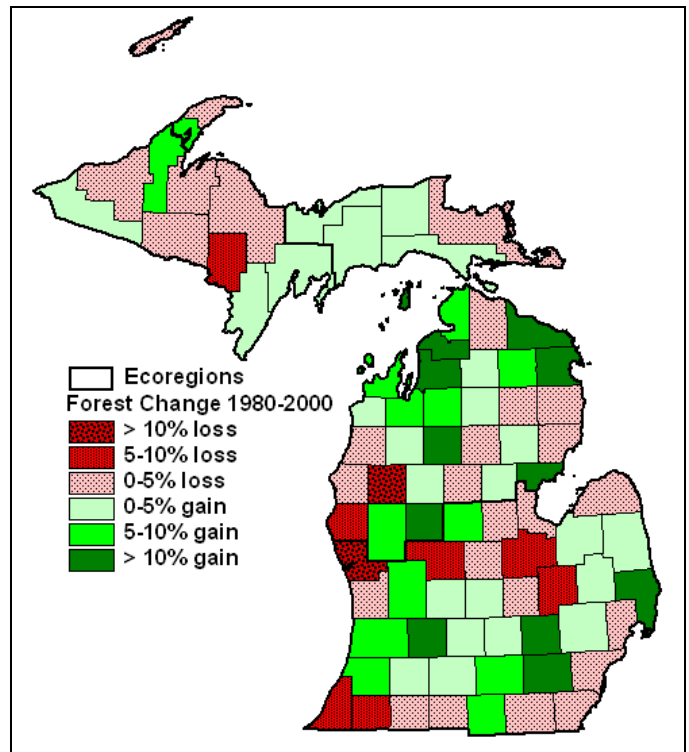 Ecoregions
Forest Change 1980-2000
> 10% loss
5-10% loss
0-5% loss
0-5% gain
5-10% gain
> 10% gain